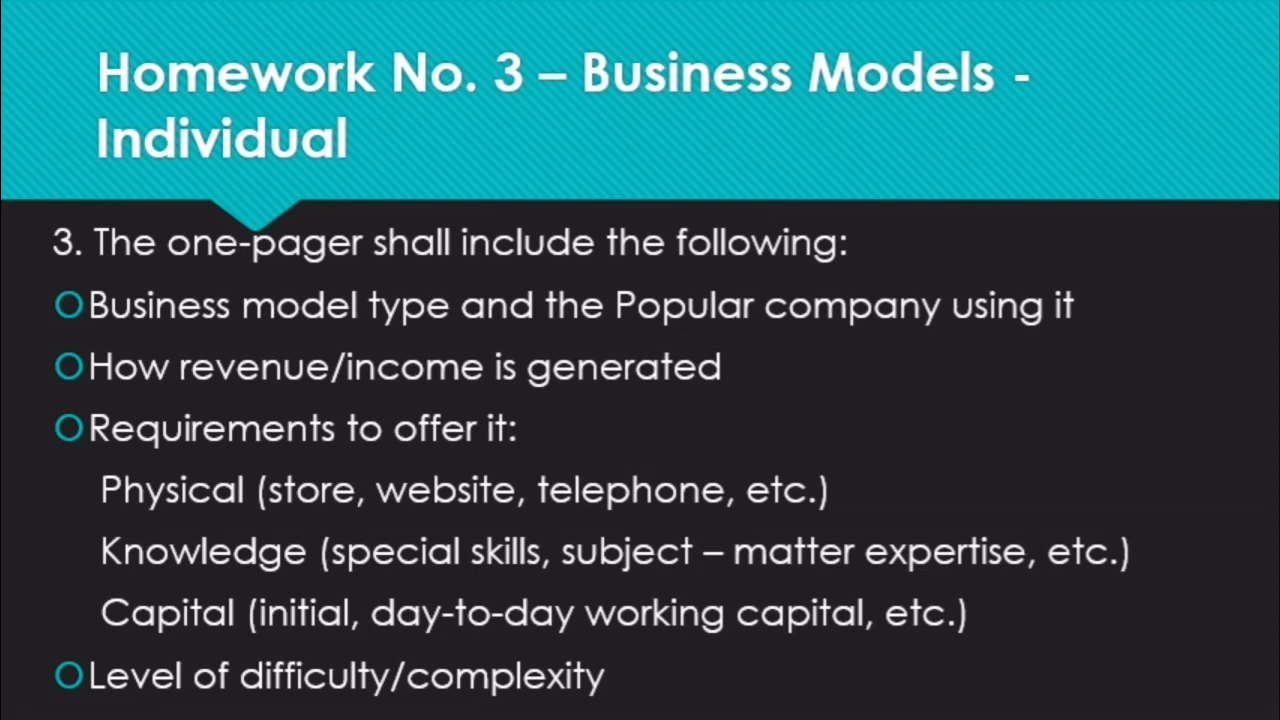 Homework No. 3 – Business Models -
Individual
3. The one-pager shall include the following:
Business model type and the Popular company using it
How revenue/income is generated
Requirements to offer it:
Physical (store, website, telephone, etc.)
Knowledge (special skills, subject – matter expertise, etc.)
Capital (initial, day-to-day working capital, etc.)
Level of difficulty/complexity